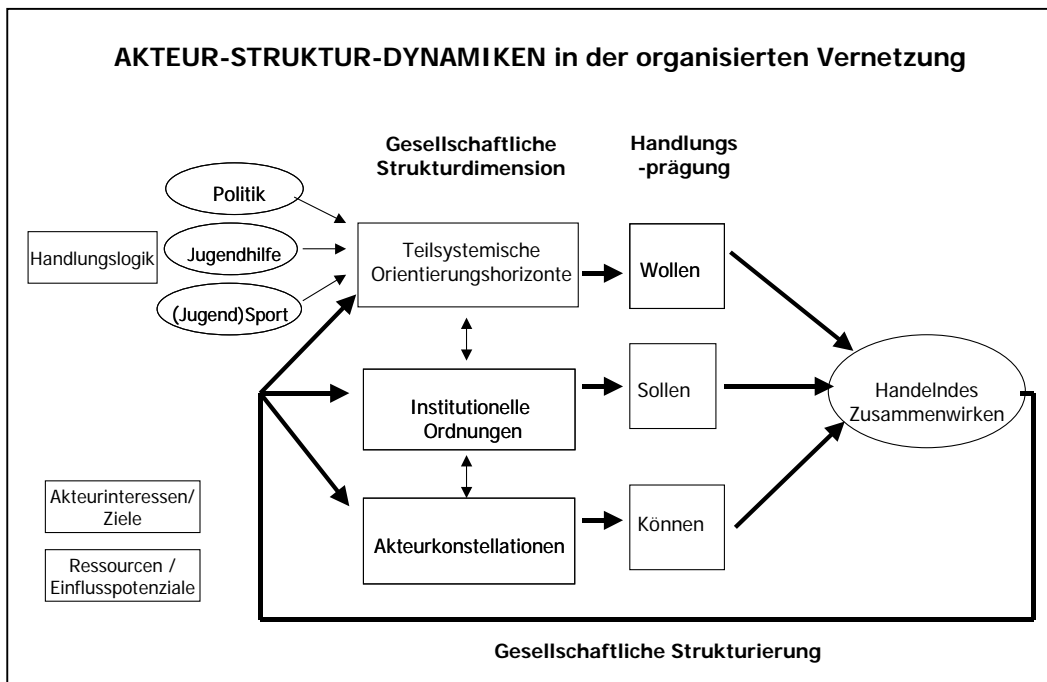 AKTEUR-STRUKTUR-DYNAMIKEN in der organisierten Vernetzung
Gesellschaftliche
Strukturdimension
Handlungs
-prägung
Politik
Jugendhilfe
(Jugend)Sport
Handlungslogik
Teilsystemische
Orientierungshorizonte
Wollen
Institutionelle
Ordnungen
Sollen
Handelndes
Zusammenwirken
Akteurinteressen/
Ziele
Ressourcen /
Einflusspotenziale
Akteurkonstellationen
Können
Gesellschaftliche Strukturierung